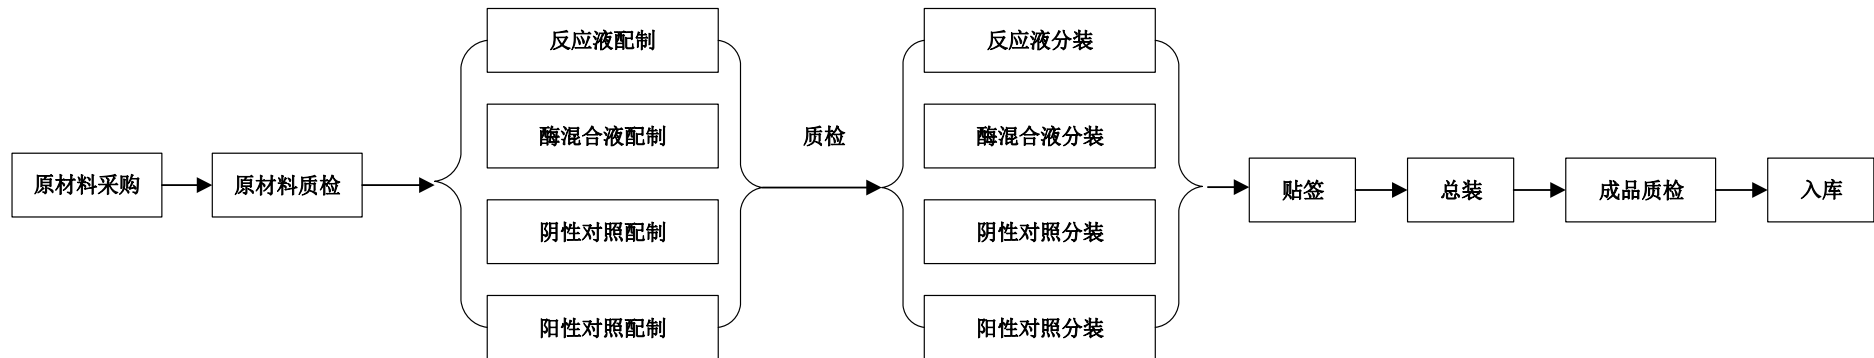 原材料采购
原材料质检
反应液配制
酶混合液配制
阴性对照配制
阳性对照配制
质检
反应液分装
酶混合液分装
阴性对照分装
阳性对照分装
贴签
总装
成品质检
入库